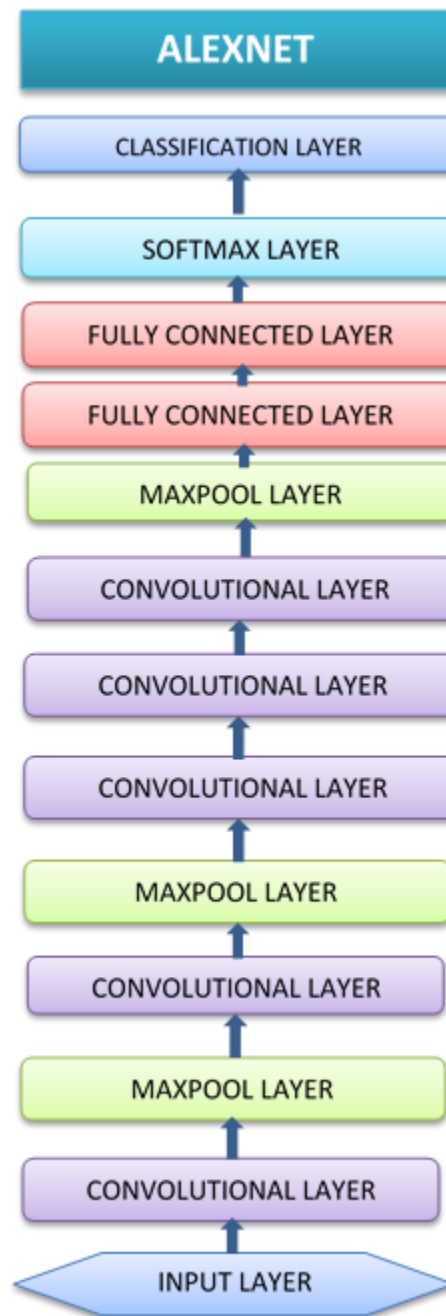 ALEXNET
CLASSIFICATION LAYER
SOFTMAX LAYER
FULLY CONNECTED LAYER
FULLY CONNECTED LAYER
MAXPOOL LAYER
CONVOLUTIONAL LAYER
CONVOLUTIONAL LAYER
CONVOLUTIONAL LAYER
MAXPOOL LAYER
CONVOLUTIONAL LAYER
MAXPOOL LAYER
CONVOLUTIONAL LAYER
INPUT LAYER